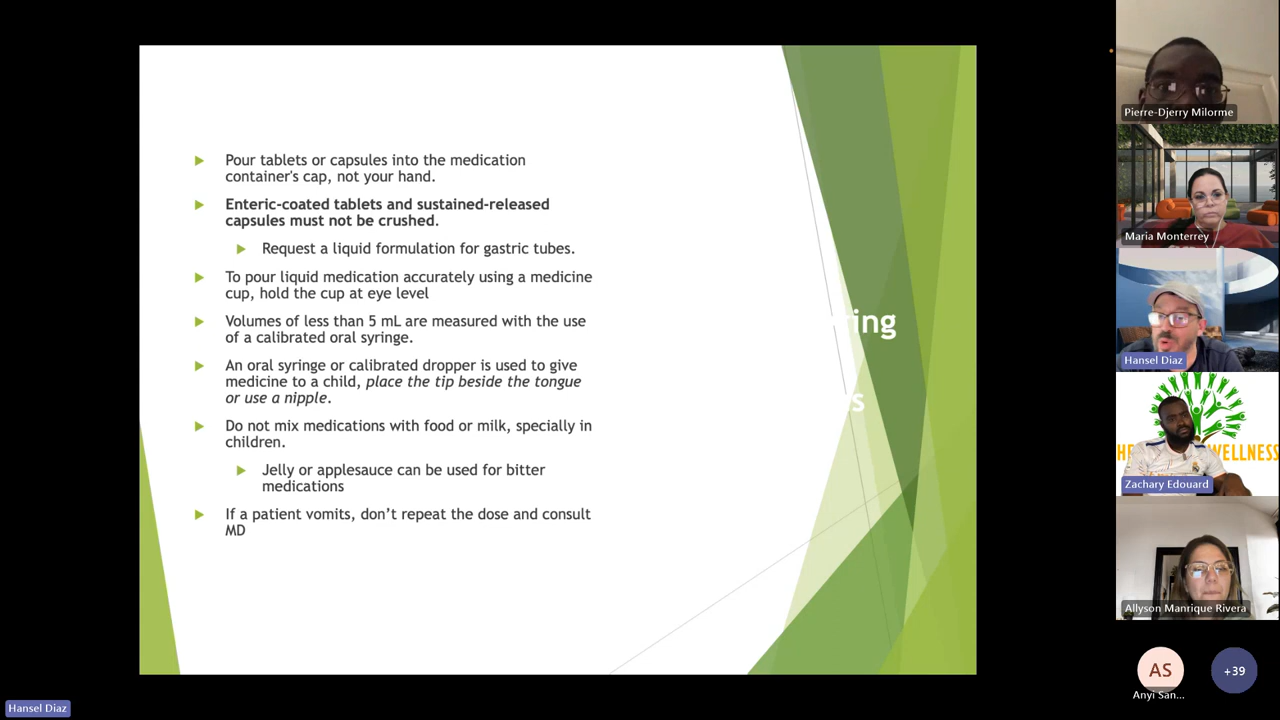 Pour tablets or capsules into the medication
container's cap, not your hand.
Enteric-coated tablets and sustained-released
capsules must not be crushed.
Request a liquid formulation for gastric tubes.
To pour liquid medication accurately using a medicine
cup, hold the cup at eye level
Volumes of less than 5 mL are measured with the use
of a calibrated oral syringe.
An oral syringe or calibrated dropper is used to give
medicine to a child, place the tip beside the tongue
or use a nipple.
Do not mix medications with food or milk, specially in
children.
Jelly or applesauce can be used for bitter
medications
If a patient vomits, don't repeat the dose and consult
MD
Pierre-Djerry Milorme
Maria Monterrey
Hansel Diaz
WELLNESS
Zachary Edouard
Allyson Manrique Rivera
AS
+39
Anyi San...
Hansel Diaz